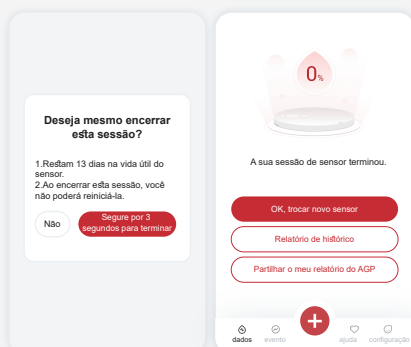 Deseja mesmo encerrar
esta sessão?
1.Restam 13 dias na vida útil do
sensor.
2.Ao encerrar esta sessão, você
não poderá reiniciá-la.
Não
Segure por 3
segundos para terminar
0%
A sua sessão de sensor terminou.
OK, trocar novo sensor
Relatório de histórico
Partilhar o meu relatório do AGP
dados
evento
ajuda
configuração